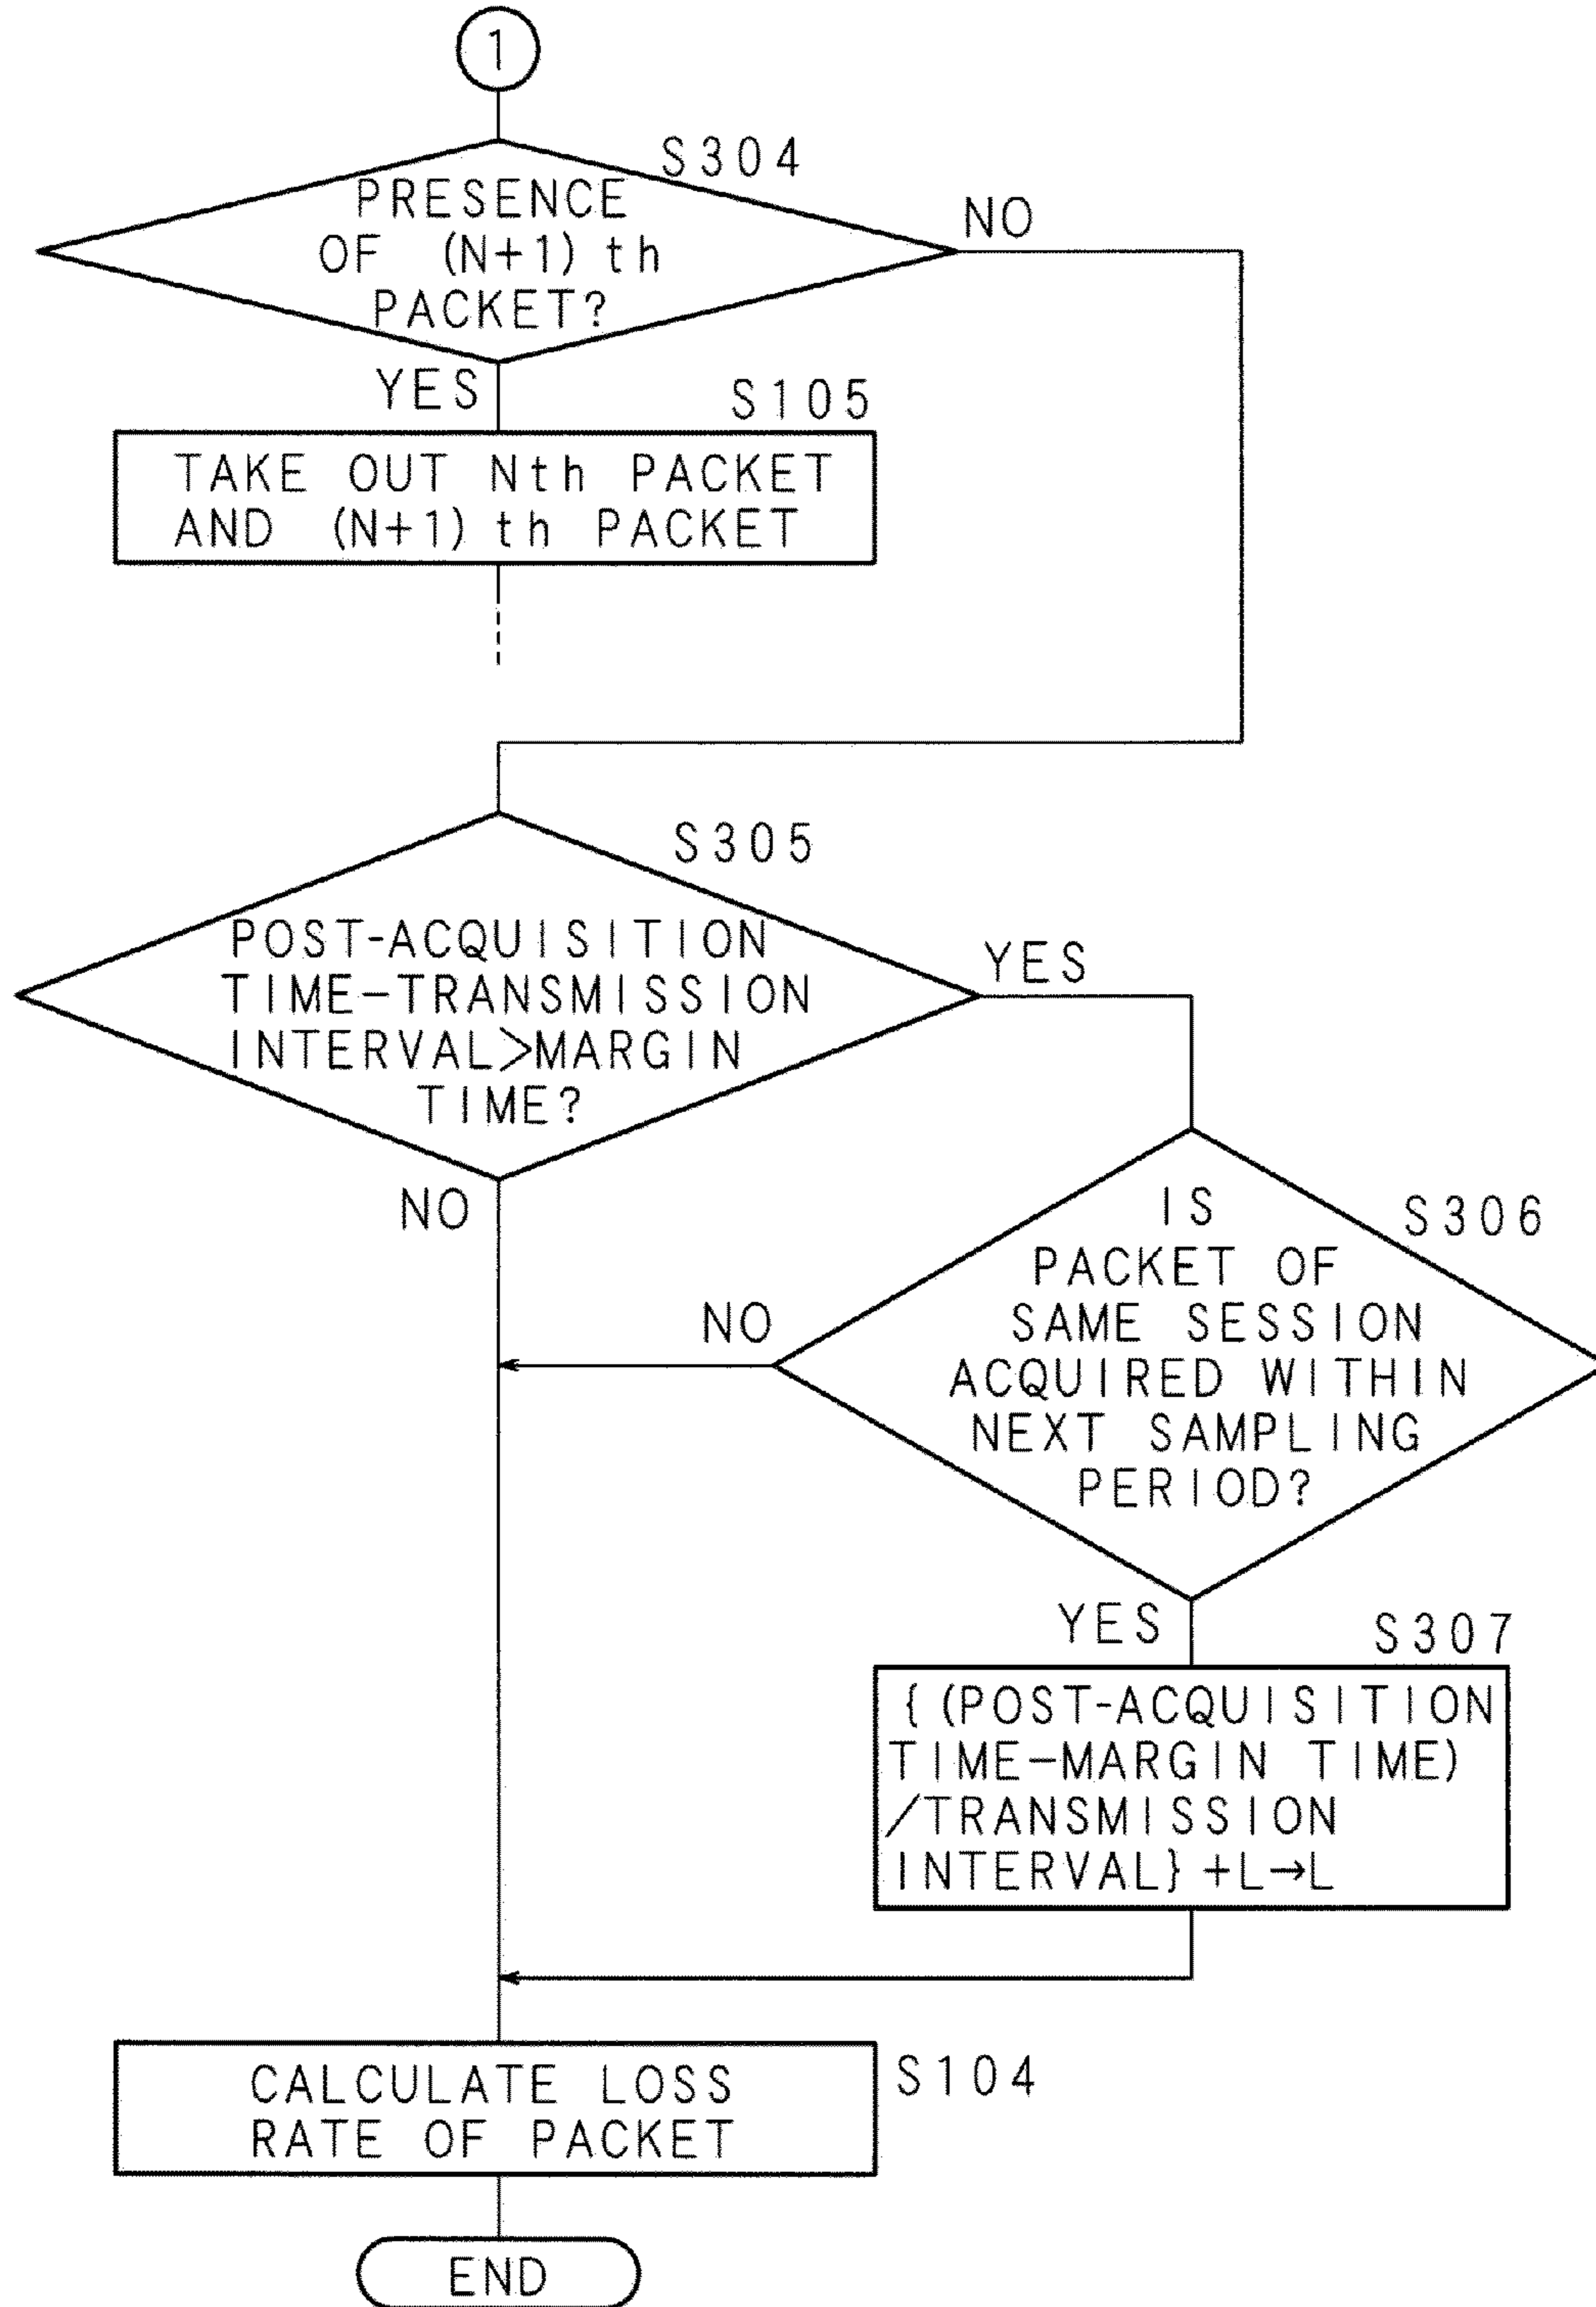 1
S304
PRESENCE
OF (N+1) th
PACKET?
NO
YES
S105
TAKE OUT Nth PACKET
AND (N+1) th PACKET
S305
POST-ACQUISITION
TIME-TRANSMISSION
INTERVAL>MARGIN
TIME?
YES
NO
S306
IS
PACKET OF
SAME SESSION
ACQUIRED WITHIN
NEXT SAMPLING
PERIOD?
NO
YES
S307
{ (POST-ACQUISITION
TIME-MARGIN TIME)
/TRANSMISSION
INTERVAL} +L→L
CALCULATE LOSS
RATE OF PACKET
S104
END